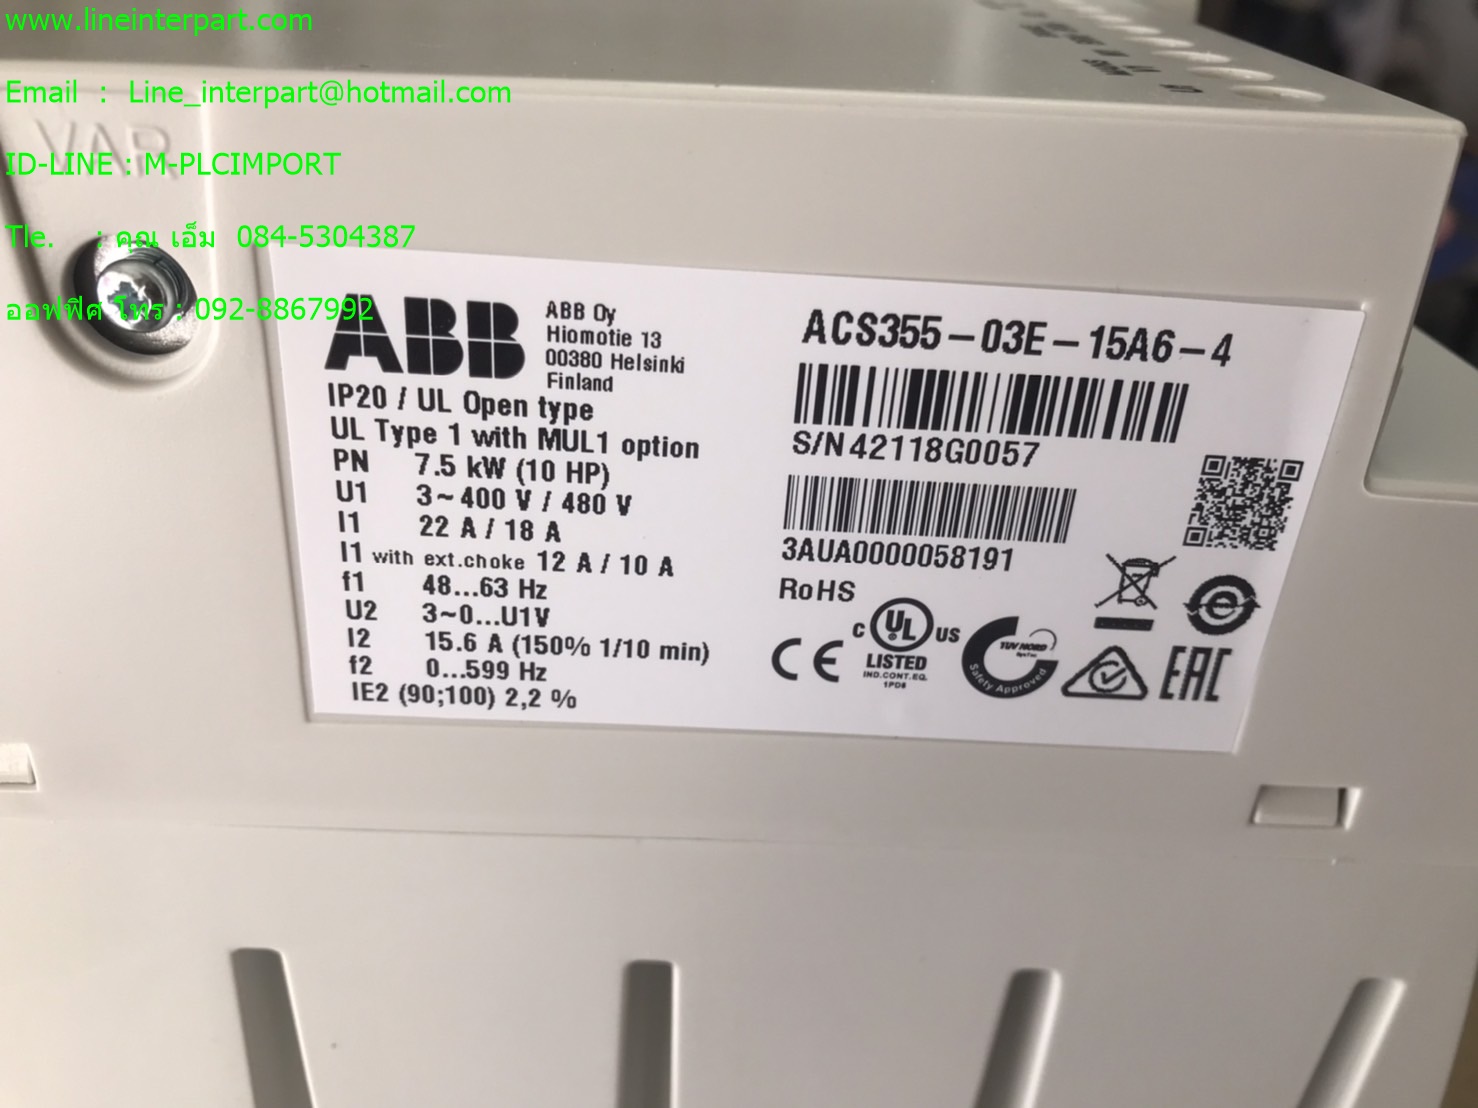 www.lineinterpart.com
Email : Line_interpart@hotmail.com
VAR
ID-LINE : M-PLCIMPORT
Tle. : คุณ เอ็ม 084-5304387
ออฟฟิศ โทร : 092-8867992
ABB
ABB Oy
Hiomotie 13
00380 Helsinki
Finland
IP20 / UL Open type
UL Type 1 with MUL1 option
PN 7.5 kW (10 HP)
U1 3~400 V / 480 V
I1 22 A / 18 A
I1 with ext.choke 12 A / 10 A
f1 48...63 Hz
U2 3~0...U1V
I2 15.6 A (150% 1/10 min)
f2 0...599 Hz
IE2 (90;100) 2,2 %
ACS355-03E-15A6-4
S/N 42118G0057
3AUA0000058191
RoHS
CE
C UL US
LISTED
IND.CONT.EQ.
1PD8
TUV NORD
Safety Approved
EAC